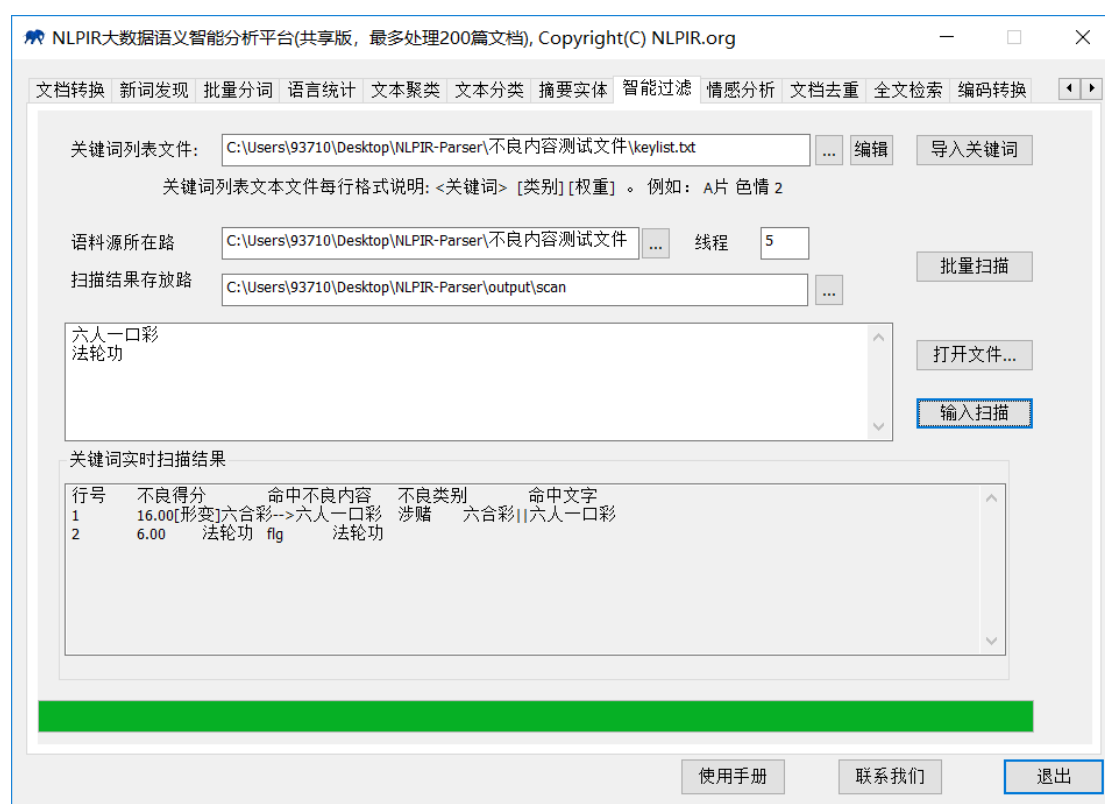 NLPIR大数据语义智能分析平台(共享版，最多处理200篇文档), Copyright(C) NLPIR.org
文档转换 新词发现 批量分词 语言统计 文本聚类 文本分类 摘要实体 智能过滤 情感分析 文档去重 全文检索 编码转换
关键词列表文件: C:\Users\93710\Desktop\NLPIR-Parser\不良内容测试文件\keylist.txt ... 编辑 导入关键词
关键词列表文本文件每行格式说明: <关键词> [类别] [权重] 。 例如： A片 色情 2
语料源所在路 C:\Users\93710\Desktop\NLPIR-Parser\不良内容测试文件 ... 线程 5
批量扫描
扫描结果存放路 C:\Users\93710\Desktop\NLPIR-Parser\output\scan ...
六人一口彩
法轮功
打开文件...
输入扫描
关键词实时扫描结果
行号 不良得分 命中不良内容 不良类别 命中文字
1 16.00[形变]六合彩-->六人一口彩 涉赌 六合彩||六人一口彩
2 6.00 法轮功 flg 法轮功
使用手册 联系我们 退出